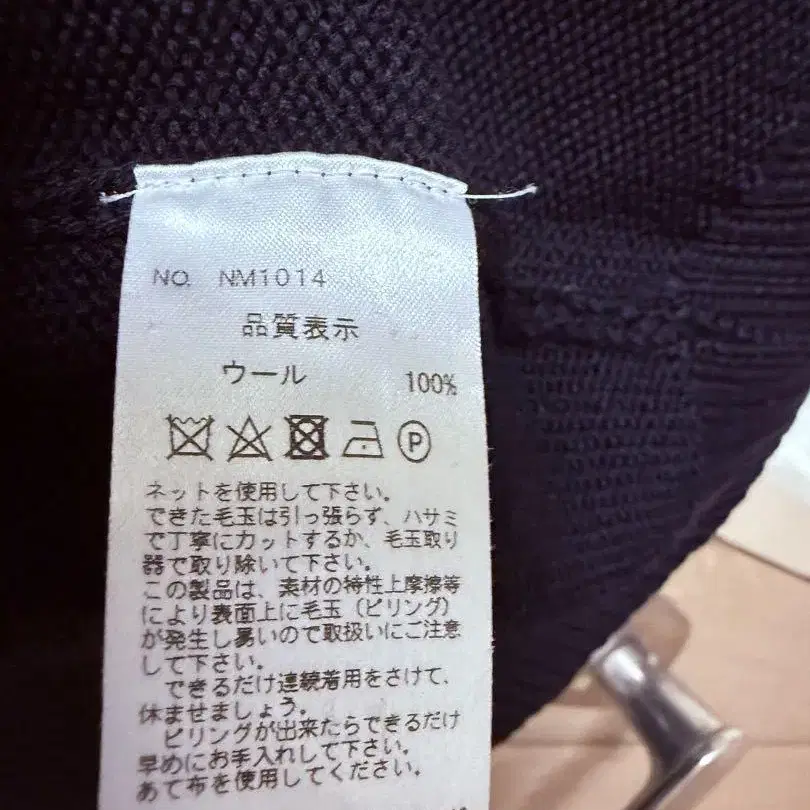 NO. NM1014
品質表示
ウール 100%
P
ネットを使用して下さい。
できた毛玉は引っ張らず、ハサミ
で丁寧にカットするか、毛玉取り
器で取り除いて下さい。
この製品は、素材の特性上摩擦等
により表面上に毛玉（ピリング）
が発生し易いので取扱いにご注意
して下さい。
できるだけ連続着用をさけて、
休ませましょう。
ピリングが出来たらできるだけ
早めにお手入れして下さい。
あて布を使用してください。